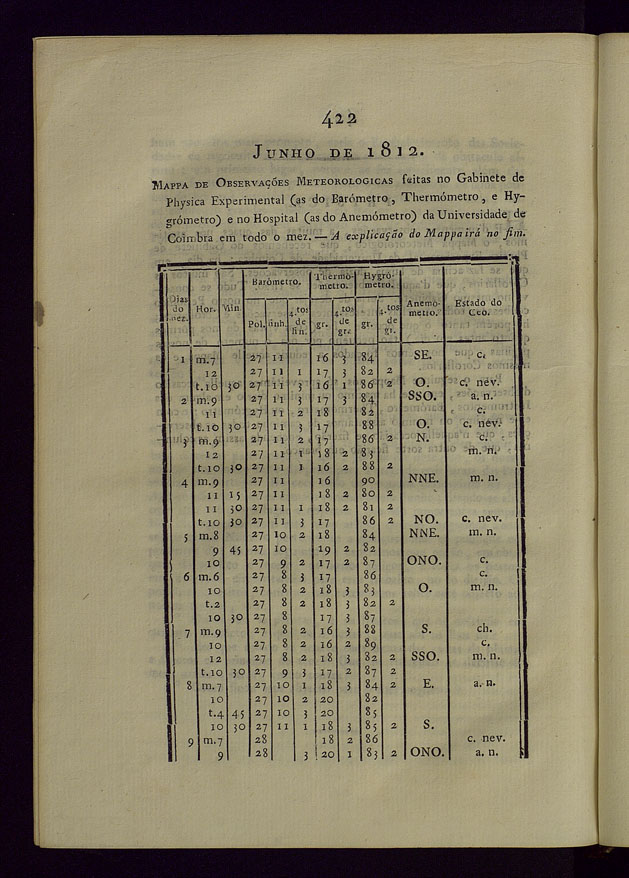 422
JUNHO DE 1812.
MAPPA DE OBSERVAÇÕES METEOROLOGICAS feitas no Gabinete de
Physica Experimental (as do Barómetro, Thermómetro, e Hy-
grómetro) e no Hospital (as do Anemómetro) da Universidade de
Coimbra em todo o mez. — A explicação do Mappa irá no fim.
Dias do mez. Hor. Min. Barómetro. Thermó-metro. Hygró-metro. Anemó-metro. Estado do Ceo.
Pol. linh. 4.tos de lin. gr. 4.tos de gr. gr. 4.tos de gr.
1 m.7 27 11 16 3 84 SE. c.
12 27 11 1 17 3 82 2
t.10 30 27 11 3 16 1 86 2 O. c. nev.
2 m.9 27 11 3 17 3 84 SSO. a. n.
11 27 11 2 18 82 c.
t.10 30 27 11 3 17 88 O. c. nev.
3 m.9 27 11 2 17 86 2 N. c.
12 27 11 1 18 2 83 m. n.
t.10 30 27 11 1 16 2 88 2
4 m.9 27 11 16 90 NNE. m. n.
11 15 27 11 18 2 80 2
11 30 27 11 1 18 2 81 2
t.10 30 27 11 3 17 86 2 NO. c. nev.
5 m.8 27 10 2 18 84 NNE. m. n.
9 45 27 10 19 2 82
10 27 9 2 17 2 87 ONO. c.
6 m.6 27 8 3 17 86 c.
10 27 8 2 18 3 83 O. m. n.
t.2 27 8 2 18 3 82 2
10 30 27 8 17 3 87
7 m.9 27 8 2 16 3 88 S. ch.
10 27 8 2 16 2 89 c.
12 27 8 2 18 3 82 2 SSO. m. n.
t.10 30 27 9 3 17 2 87 2
8 m.7 27 10 1 18 3 84 2 E. a. n.
10 27 10 2 20 82
t.4 45 27 10 3 20 85
10 30 27 11 1 18 3 85 2 S.
9 m.7 28 18 2 86 c. nev.
9 28 3 20 1 83 2 ONO. a. n.